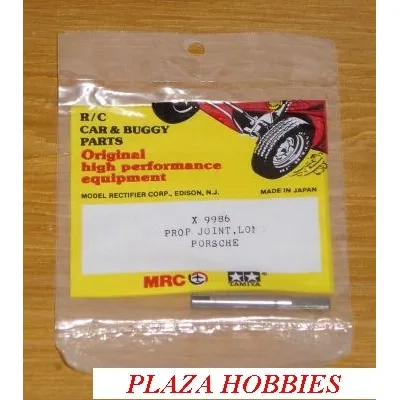 R/C
CAR & BUGGY
PARTS
Original
high performance
equipment
MODEL RECTIFIER CORP., EDISON, N.J.
MADE IN JAPAN
X 9986
PROP JOINT,LON
PORSCHE
MRC
TAMIYA
PLAZA HOBBIES